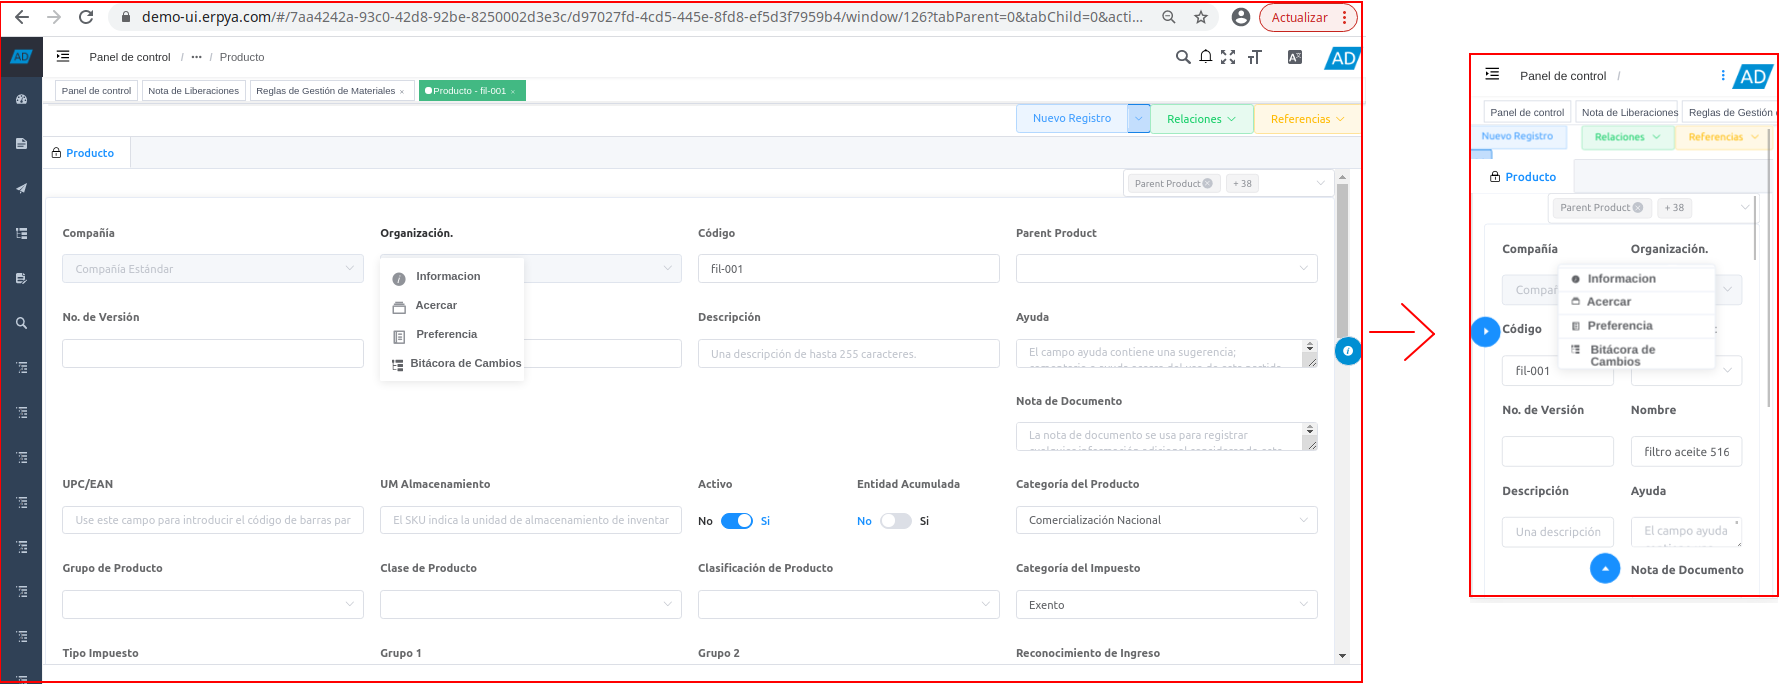 demo-ui.erpya.com/#/7aa4242a-93c0-42d8-92be-8250002d3e3c/d97027fd-4cd5-445e-8fd8-ef5d3f7959b4/window/126?tabParent=0&tabChild=0&acti...
Actualizar
AD
Panel de control / ··· / Producto
AD
Panel de control
Nota de Liberaciones
Reglas de Gestión de Materiales ×
Producto - fil-001 ×
Nuevo Registro
Relaciones
Referencias
Producto
Parent Product
+ 38
Compañía
Organización.
Código
Parent Product
Compañía Estándar
fil-001
Informacion
Acercar
Preferencia
Bitácora de Cambios
No. de Versión
Descripción
Ayuda
Una descripción de hasta 255 caracteres.
El campo ayuda contiene una sugerencia;
Nota de Documento
La nota de documento se usa para registrar
UPC/EAN
UM Almacenamiento
Activo
Entidad Acumulada
Categoría del Producto
Use este campo para introducir el código de barras par
El SKU indica la unidad de almacenamiento de inventar
No Si
No Si
Comercialización Nacional
Grupo de Producto
Clase de Producto
Clasificación de Producto
Categoría del Impuesto
Exento
Tipo Impuesto
Grupo 1
Grupo 2
Reconocimiento de Ingreso
Panel de control /
AD
Panel de control
Nota de Liberaciones
Reglas de Gestión
Nuevo Registro
Relaciones
Referencias
Producto
Parent Product
+ 38
Compañía
Organización.
Compañ
Informacion
Acercar
Preferencia
Bitácora de
Cambios
Código
fil-001
No. de Versión
Nombre
filtro aceite 516
Descripción
Ayuda
Una descripción
El campo ayuda
Nota de Documento